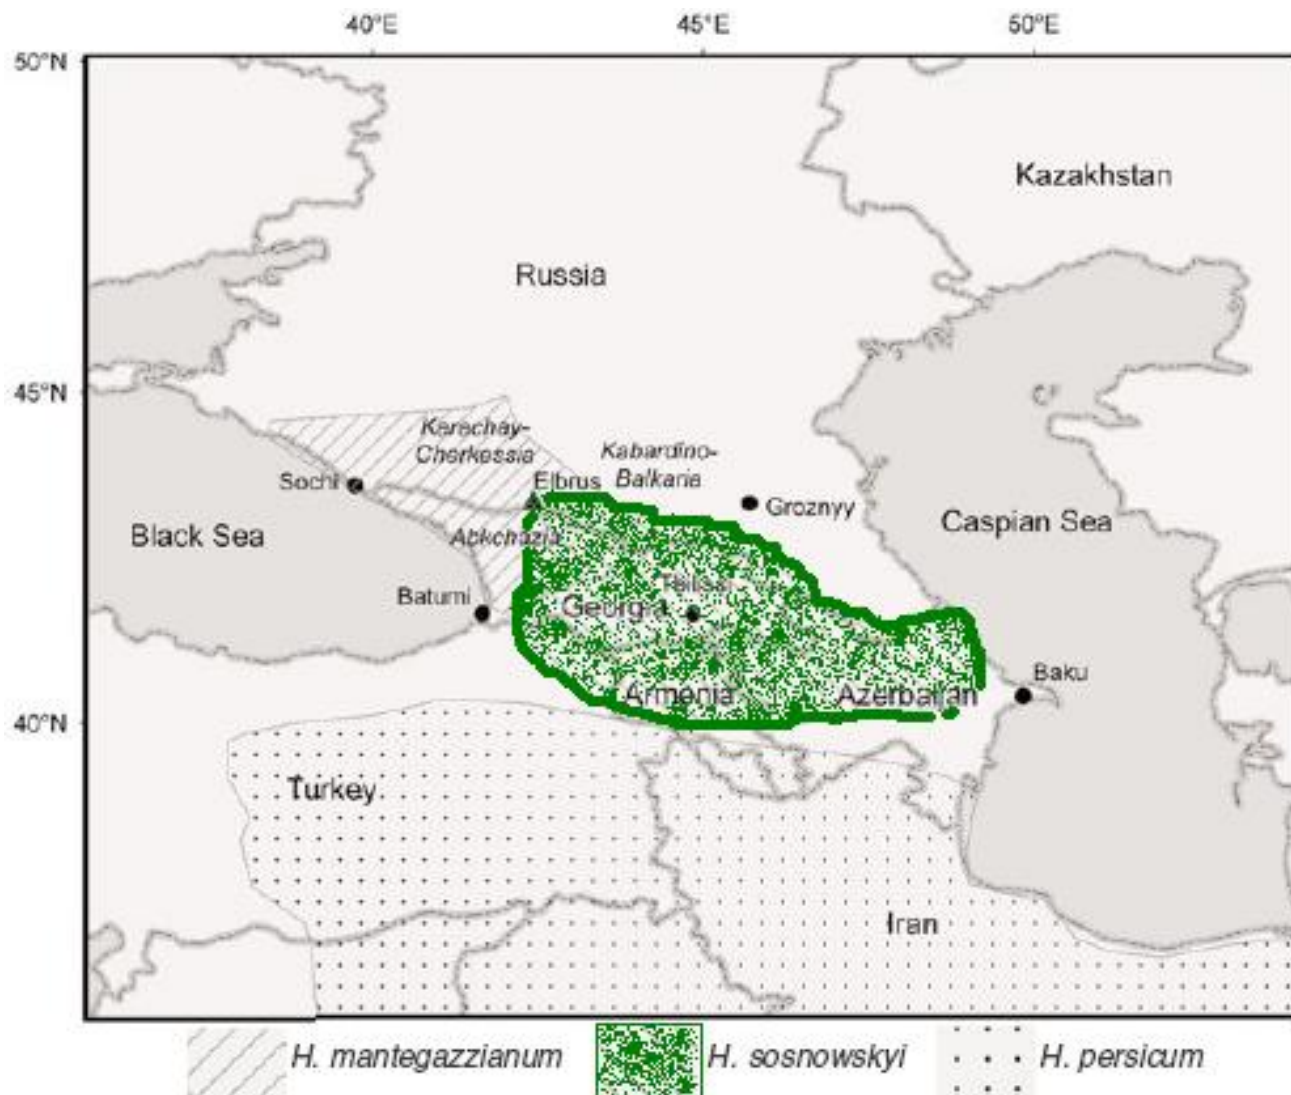 40°E 45°E 50°E
50°N
Kazakhstan
Russia
45°N
Karachay-
Cherkessia
Kabardino-
Balkaria
Sochi
Elbrus
Groznyy
Black Sea
Abkchazia
Caspian Sea
Tbilissi
Batumi
Georgia
Baku
Armenia
Azerbaijan
40°N
Turkey
Iran
H. mantegazzianum
H. sosnowskyi
H. persicum